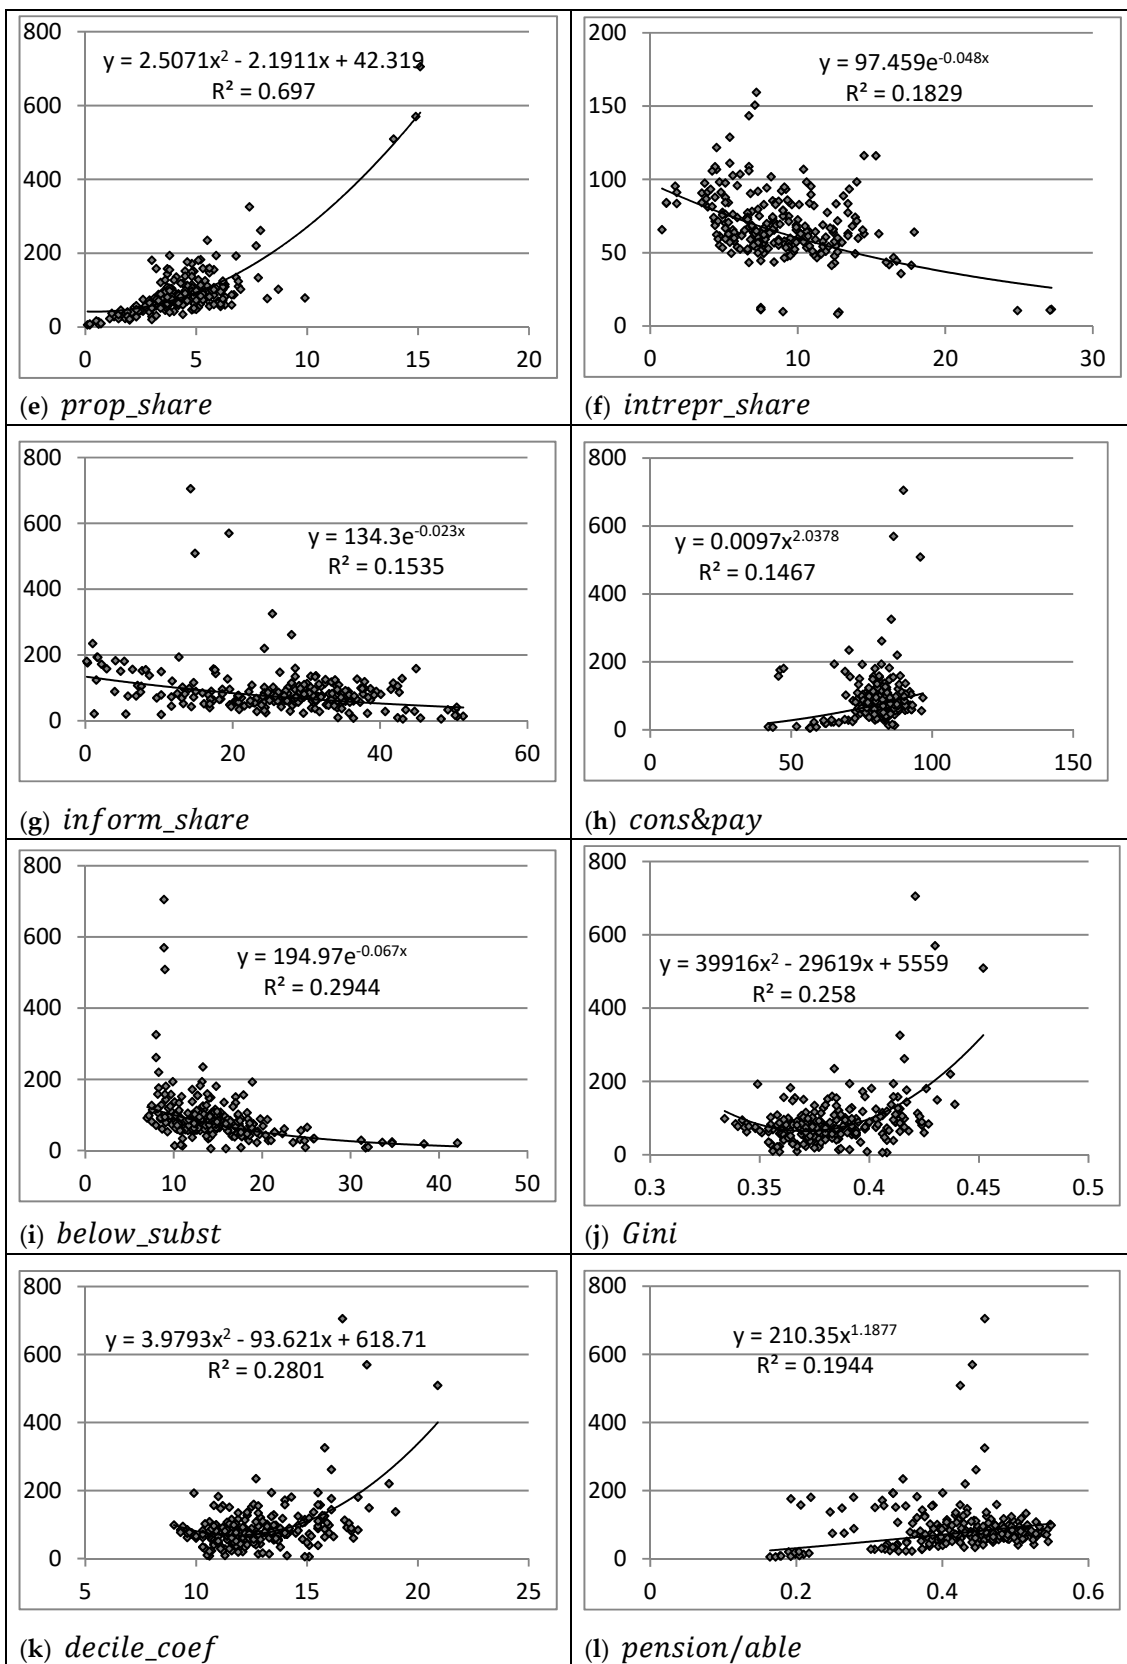 800
600
400
200
0
0 5 10 15 20
y = 2.5071x² - 2.1911x + 42.319
R² = 0.697
(e) prop_share
200
150
100
50
0
0 10 20 30
y = 97.459e^-0.048x
R² = 0.1829
(f) intrepr_share
800
600
400
200
0
0 20 40 60
y = 134.3e^-0.023x
R² = 0.1535
(g) inform_share
800
600
400
200
0
0 50 100 150
y = 0.0097x^2.0378
R² = 0.1467
(h) cons&pay
800
600
400
200
0
0 10 20 30 40 50
y = 194.97e^-0.067x
R² = 0.2944
(i) below_subst
800
600
400
200
0
0.3 0.35 0.4 0.45 0.5
y = 39916x² - 29619x + 5559
R² = 0.258
(j) Gini
800
600
400
200
0
5 10 15 20 25
y = 3.9793x² - 93.621x + 618.71
R² = 0.2801
(k) decile_coef
800
600
400
200
0
0 0.2 0.4 0.6
y = 210.35x^1.1877
R² = 0.1944
(l) pension/able